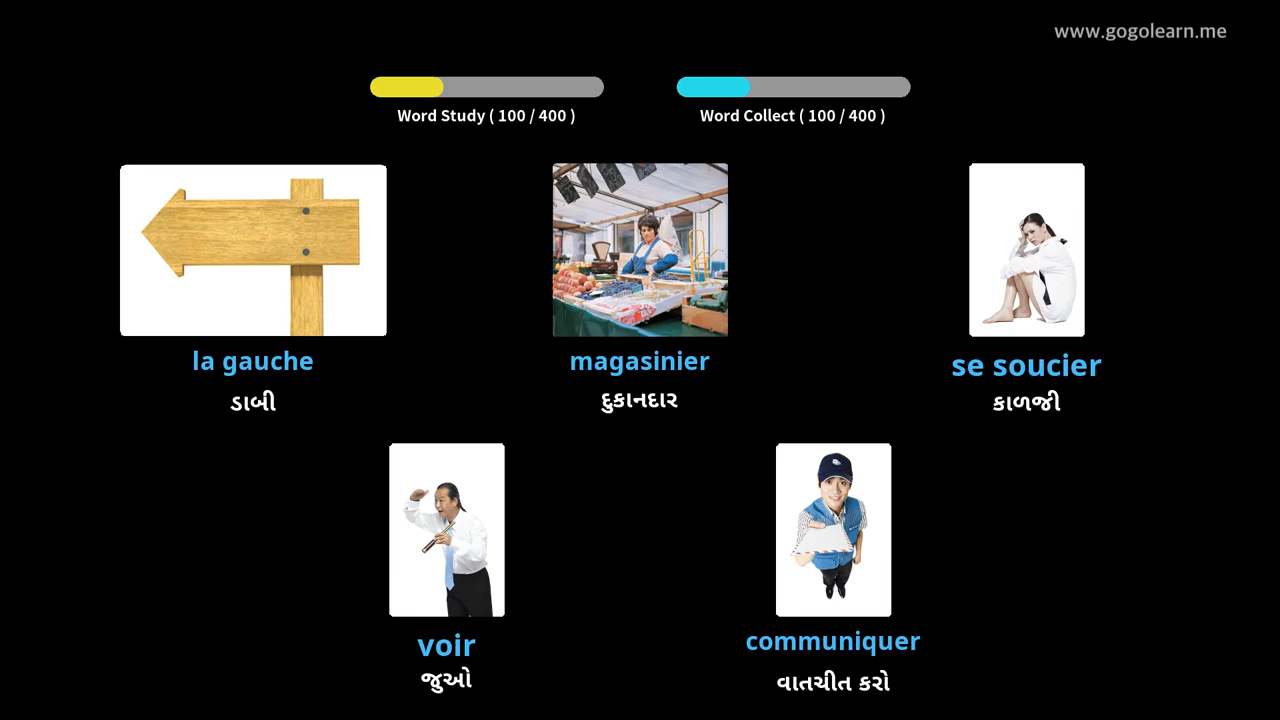 www.gogolearn.me
Word Study ( 100 / 400 )
Word Collect ( 100 / 400 )
la gauche
ડાબી
magasinier
દુકાનદાર
se soucier
કાળજી
voir
જુઓ
communiquer
વાતચીત કરો